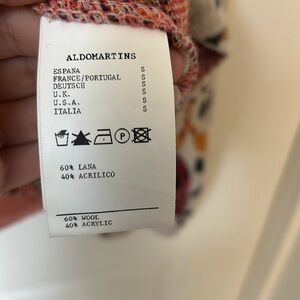 ALDOMARTINS
ESPANA S
FRANCE/PORTUGAL S
DEUTSCH S
U.K. S
U.S.A. S
ITALIA S
P
60% LANA
40% ACRILICO
60% WOOL
40% ACRYLIC